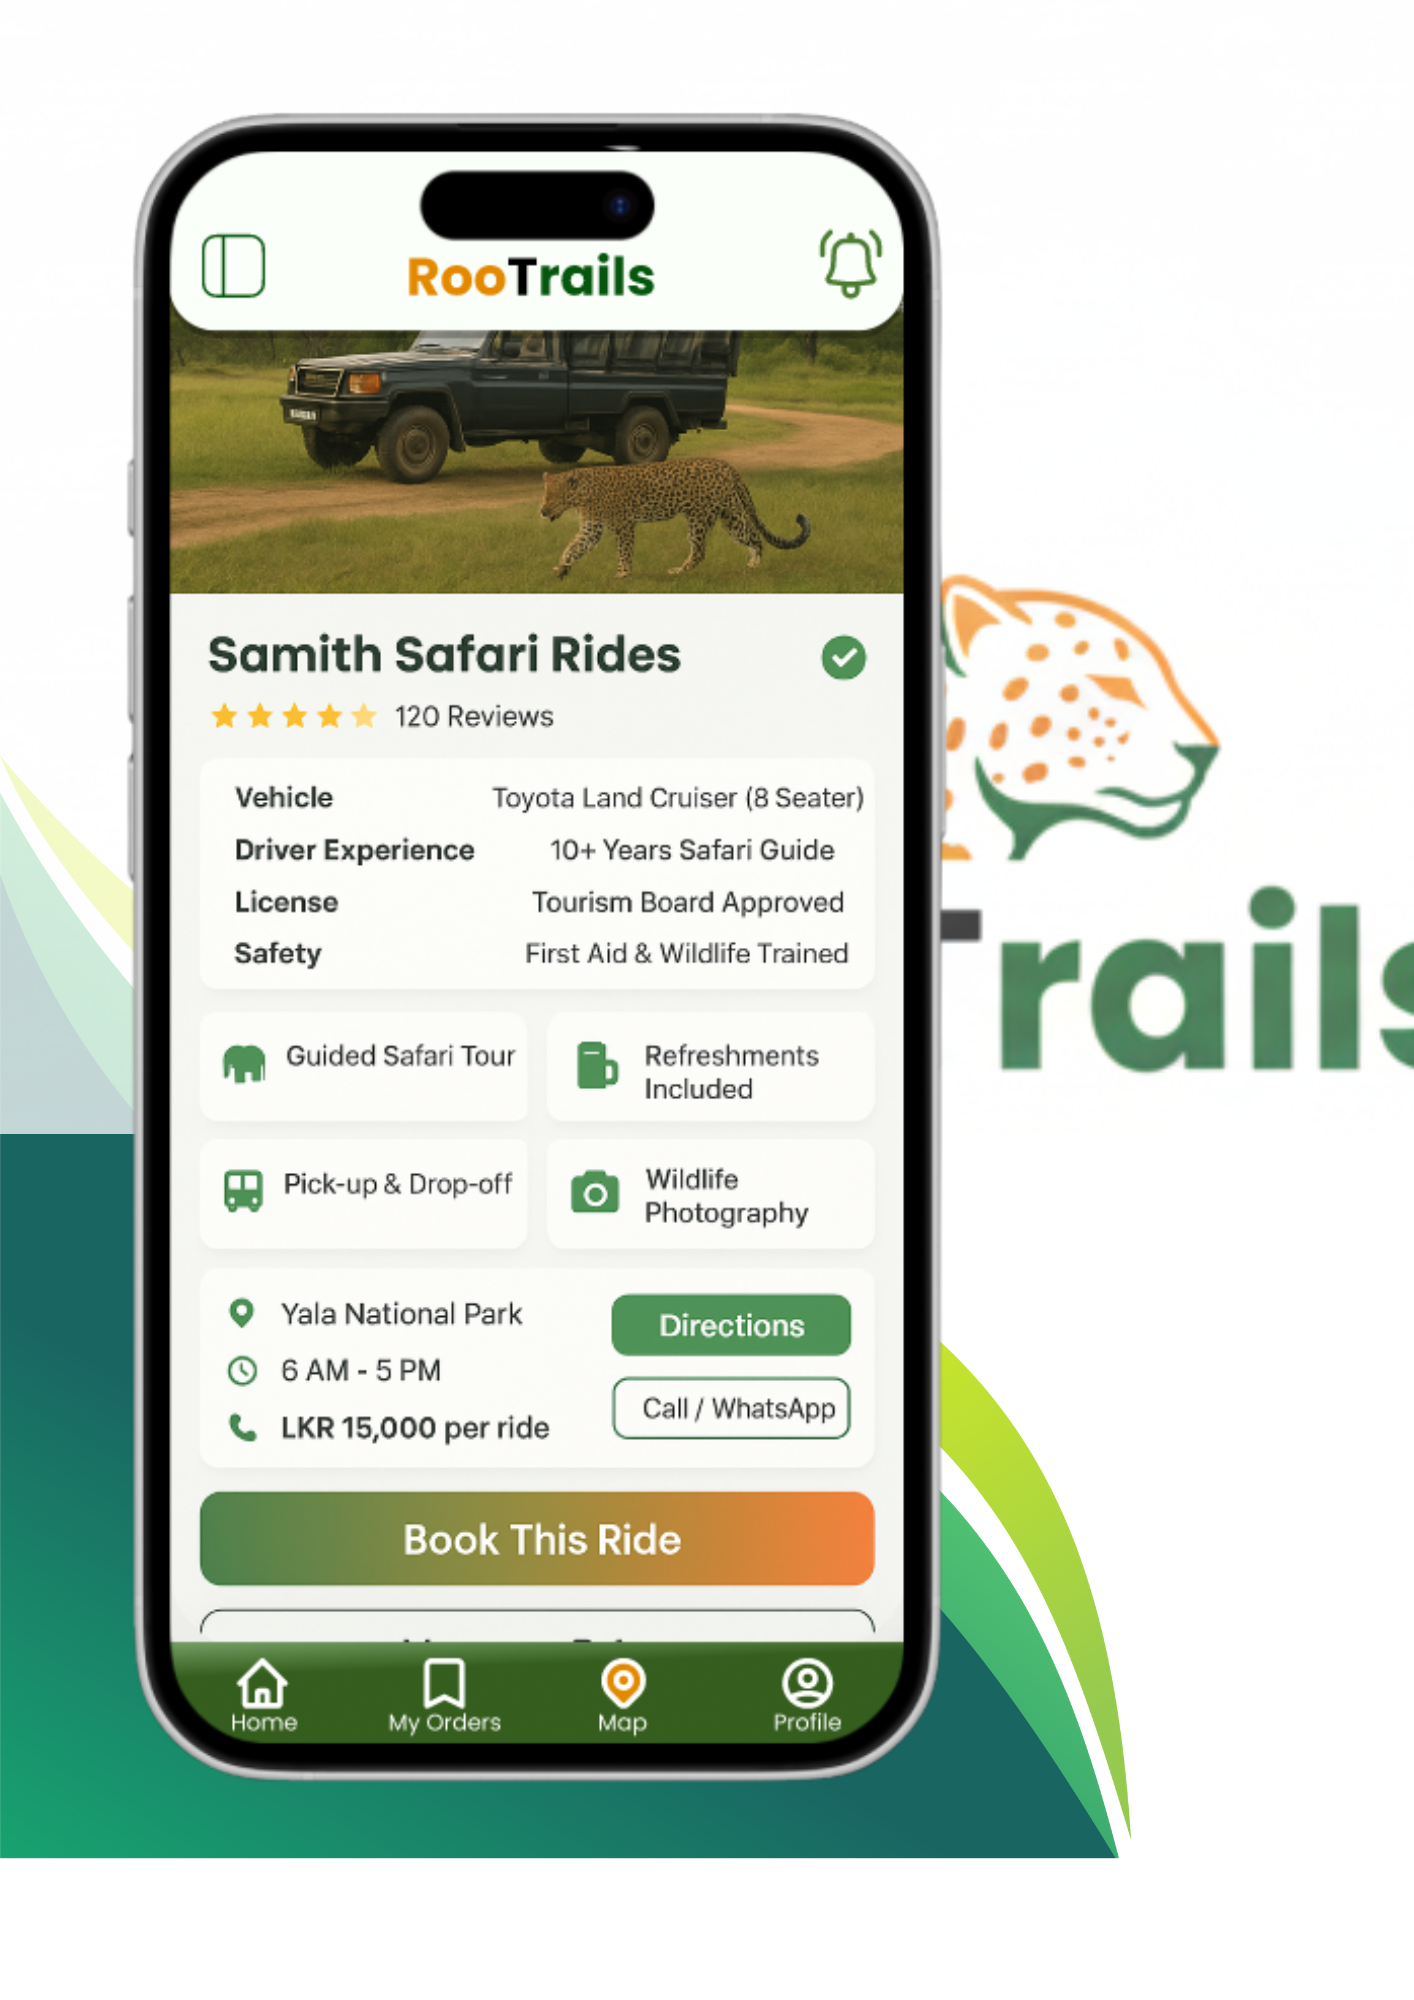 RooTrails
Samith Safari Rides
120 Reviews
Vehicle Toyota Land Cruiser (8 Seater)
Driver Experience 10+ Years Safari Guide
License Tourism Board Approved
Safety First Aid & Wildlife Trained
Guided Safari Tour
Refreshments
Included
Pick-up & Drop-off
Wildlife
Photography
Yala National Park
6 AM - 5 PM
LKR 15,000 per ride
Directions
Call / WhatsApp
Book This Ride
Home
My Orders
Map
Profile
Trails